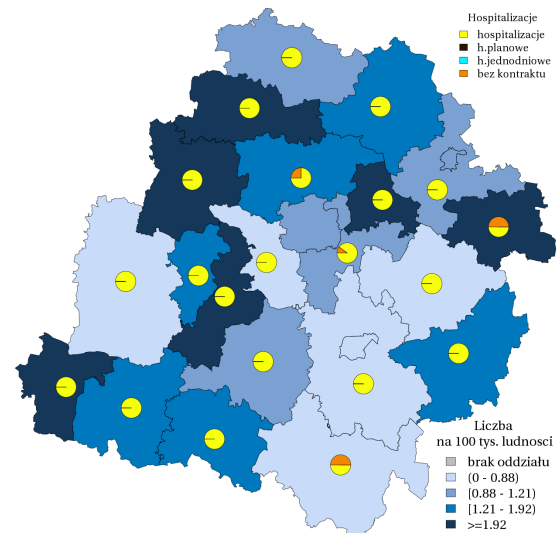 Hospitalizacje
hospitalizacje
h.planowe
h.jednodniowe
bez kontraktu
Liczba
na 100 tys. ludnosci
brak oddziału
(0 - 0.88)
[0.88 - 1.21)
[1.21 - 1.92)
>=1.92